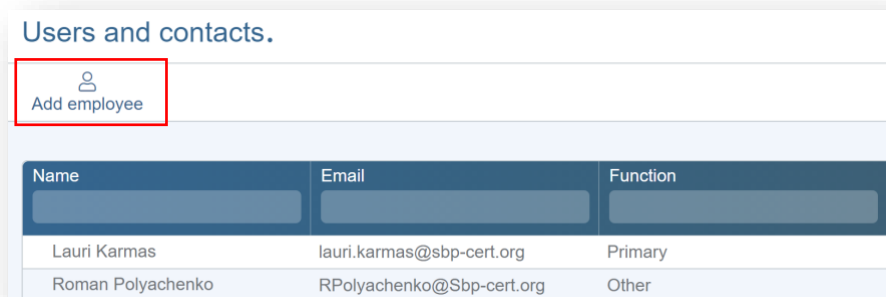 Users and contacts.
Add employee
Name Email Function
Lauri Karmas lauri.karmas@sbp-cert.org Primary
Roman Polyachenko RPolyachenko@Sbp-cert.org Other